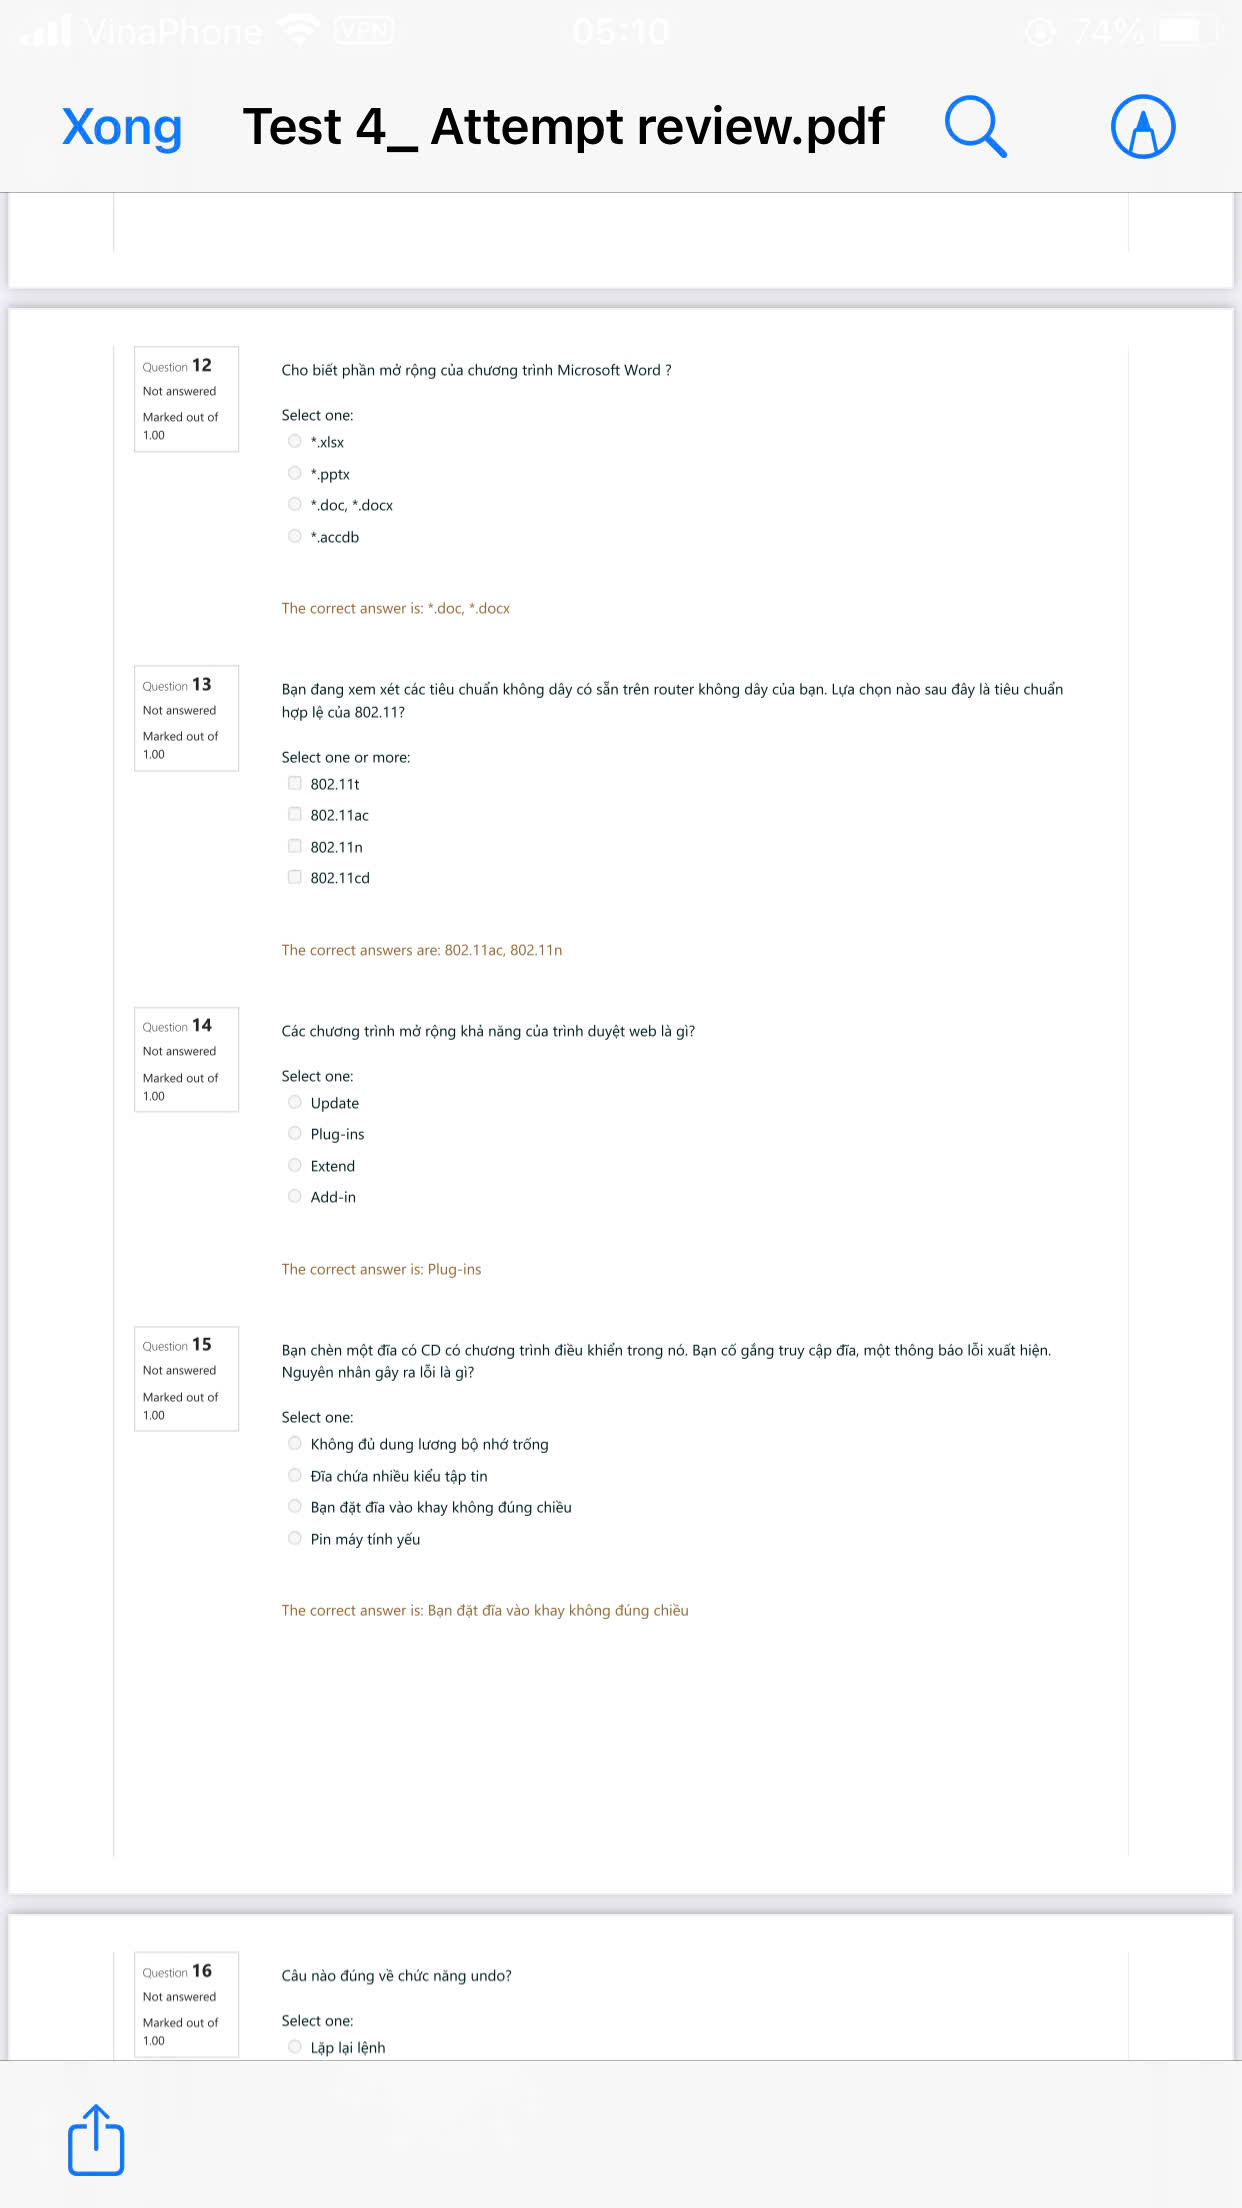 VinaPhone VPN 05:10 74%
Xong Test 4_ Attempt review.pdf
Question 12
Not answered
Marked out of
1.00
Cho biết phần mở rộng của chương trình Microsoft Word ?
Select one:
*.xlsx
*.pptx
*.doc, *.docx
*.accdb
The correct answer is: *.doc, *.docx
Question 13
Not answered
Marked out of
1.00
Bạn đang xem xét các tiêu chuẩn không dây có sẵn trên router không dây của bạn. Lựa chọn nào sau đây là tiêu chuẩn
hợp lệ của 802.11?
Select one or more:
802.11t
802.11ac
802.11n
802.11cd
The correct answers are: 802.11ac, 802.11n
Question 14
Not answered
Marked out of
1.00
Các chương trình mở rộng khả năng của trình duyệt web là gì?
Select one:
Update
Plug-ins
Extend
Add-in
The correct answer is: Plug-ins
Question 15
Not answered
Marked out of
1.00
Bạn chèn một đĩa có CD có chương trình điều khiển trong nó. Bạn cố gắng truy cập đĩa, một thông báo lỗi xuất hiện.
Nguyên nhân gây ra lỗi là gì?
Select one:
Không đủ dung lương bộ nhớ trống
Đĩa chứa nhiều kiểu tập tin
Bạn đặt đĩa vào khay không đúng chiều
Pin máy tính yếu
The correct answer is: Bạn đặt đĩa vào khay không đúng chiều
Question 16
Not answered
Marked out of
1.00
Câu nào đúng về chức năng undo?
Select one:
Lặp lại lệnh